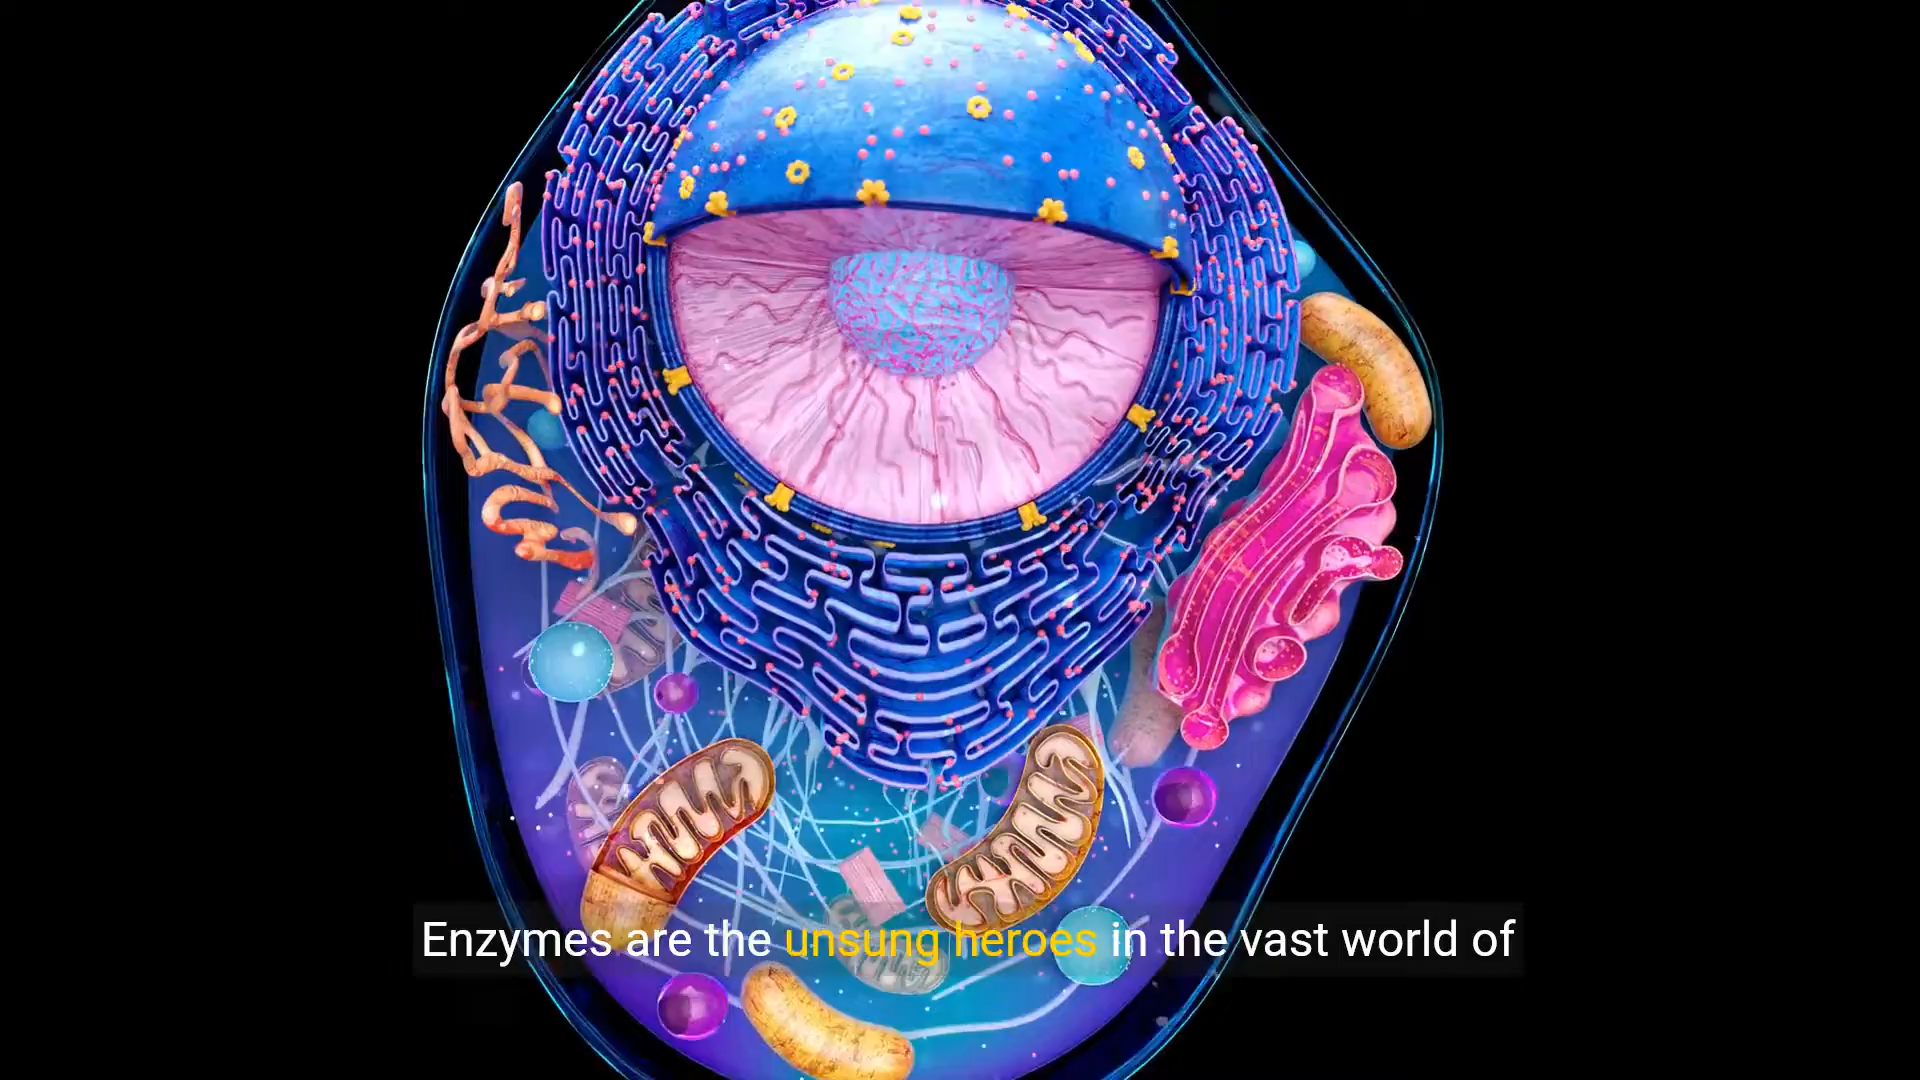 Enzymes are the unsung heroes in the vast world of